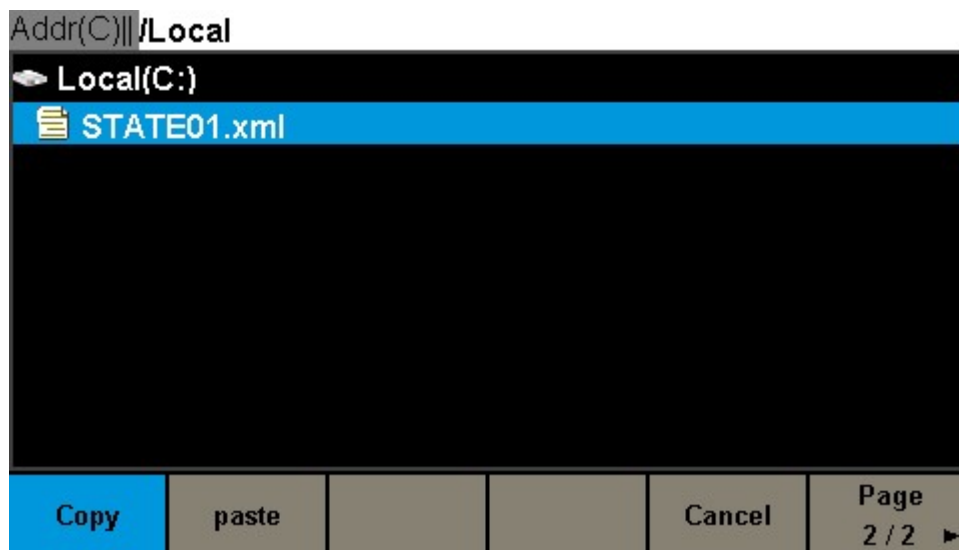 Addr(C)|| /Local
Local(C:)
STATE01.xml
Copy paste Cancel Page
2 / 2